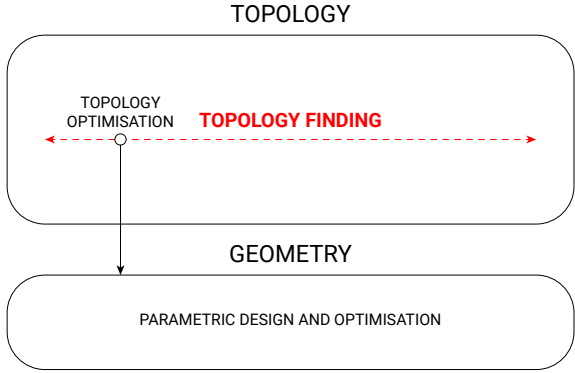 TOPOLOGY
TOPOLOGY
OPTIMISATION
TOPOLOGY FINDING
GEOMETRY
PARAMETRIC DESIGN AND OPTIMISATION